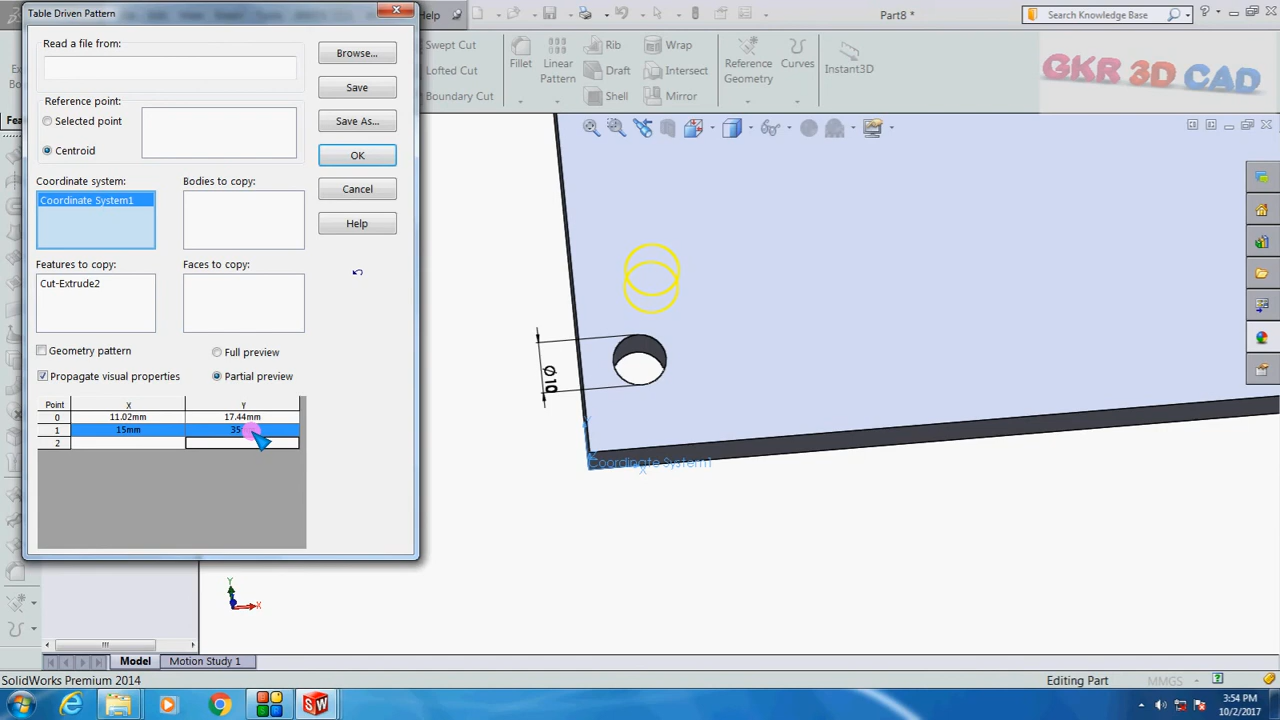 Table Driven Pattern
Help
Part8 *
Search Knowledge Base
Read a file from:
Browse...
Save
Reference point:
Selected point
Save As...
Centroid
OK
Coordinate system:
Bodies to copy:
Cancel
Coordinate System1
Help
Features to copy:
Faces to copy:
Cut-Extrude2
Geometry pattern
Full preview
Propagate visual properties
Partial preview
Point X Y
0 11.02mm 17.44mm
1 15mm 35
2
Swept Cut
Lofted Cut
Boundary Cut
Fillet
Linear Pattern
Rib
Draft
Shell
Wrap
Intersect
Mirror
Reference Geometry
Curves
Instant3D
GKR 3D CAD
Ø10
Y
Coordinate System1
X
Y
X
Model
Motion Study 1
SolidWorks Premium 2014
Editing Part
MMGS
3:54 PM
10/2/2017